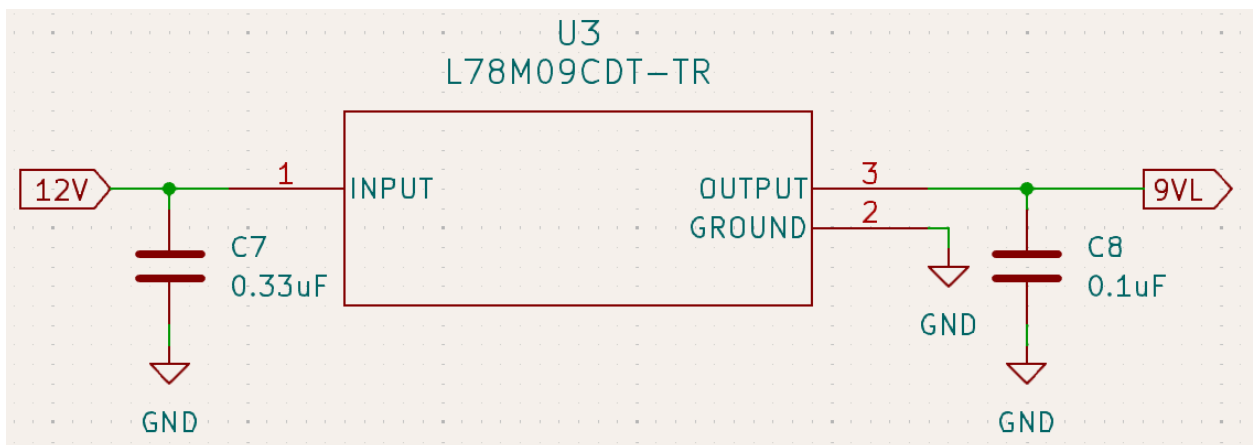 U3
L78M09CDT-TR
12V
1
INPUT
OUTPUT
3
9VL
GROUND
2
C7
0.33uF
C8
0.1uF
GND
GND
GND